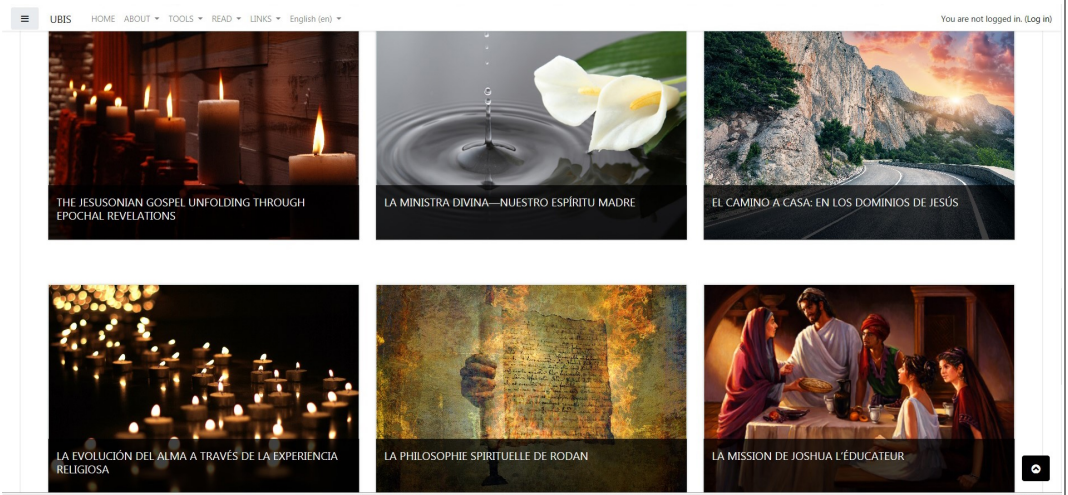 UBIS HOME ABOUT TOOLS READ LINKS English (en) You are not logged in. (Log in)
THE JESUSONIAN GOSPEL UNFOLDING THROUGH
EPOCHAL REVELATIONS
LA MINISTRA DIVINA—NUESTRO ESPÍRITU MADRE
EL CAMINO A CASA: EN LOS DOMINIOS DE JESÚS
LA EVOLUCIÓN DEL ALMA A TRAVÉS DE LA EXPERIENCIA
RELIGIOSA
LA PHILOSOPHIE SPIRITUELLE DE RODAN
LA MISSION DE JOSHUA L'ÉDUCATEUR